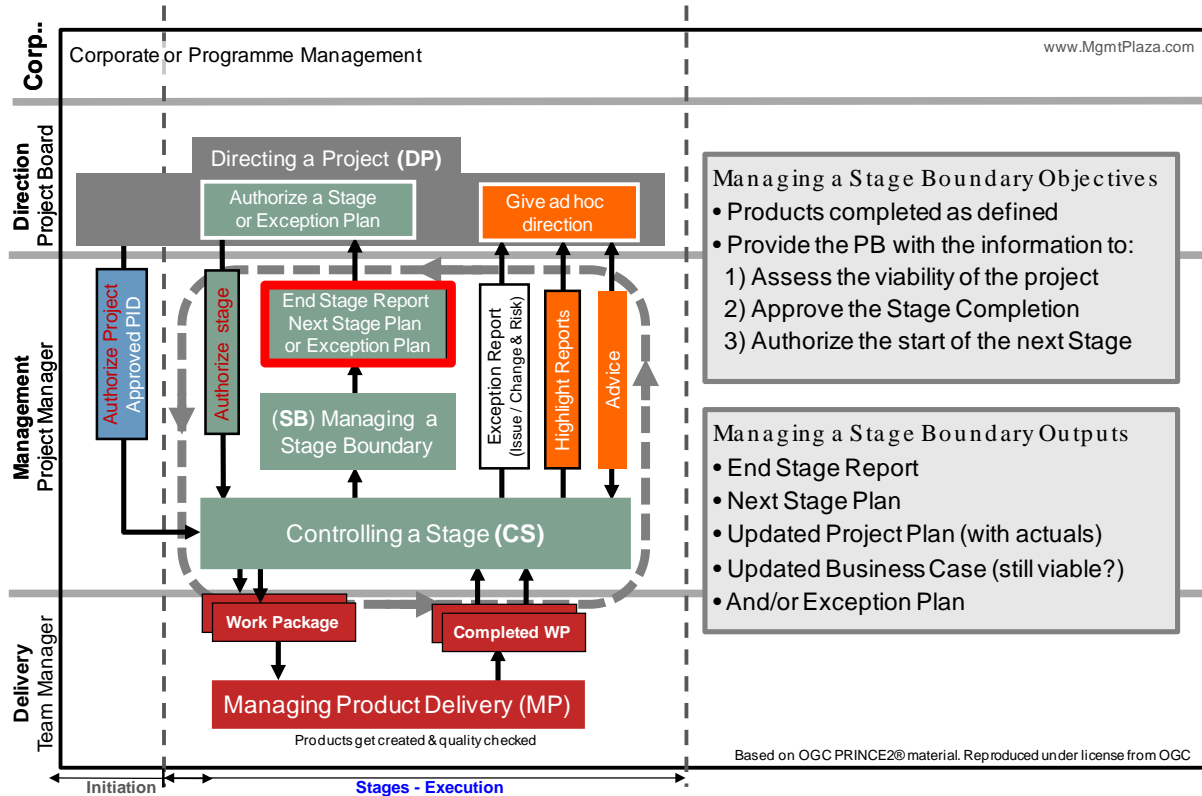 Corp..
Corporate or Programme Management
www.MgmtPlaza.com
Direction
Project Board
Directing a Project (DP)
Authorize a Stage
or Exception Plan
Give ad hoc
direction
Management
Project Manager
Authorize Project
Approved PID
Authorize stage
End Stage Report
Next Stage Plan
or Exception Plan
(SB) Managing a
Stage Boundary
Exception Report
(Issue / Change & Risk)
Highlight Reports
Advice
Controlling a Stage (CS)
Delivery
Team Manager
Work Package
Completed WP
Managing Product Delivery (MP)
Products get created & quality checked
Managing a Stage Boundary Objectives
• Products completed as defined
• Provide the PB with the information to:
1) Assess the viability of the project
2) Approve the Stage Completion
3) Authorize the start of the next Stage
Managing a Stage Boundary Outputs
• End Stage Report
• Next Stage Plan
• Updated Project Plan (with actuals)
• Updated Business Case (still viable?)
• And/or Exception Plan
Based on OGC PRINCE2® material. Reproduced under license from OGC
Initiation
Stages - Execution